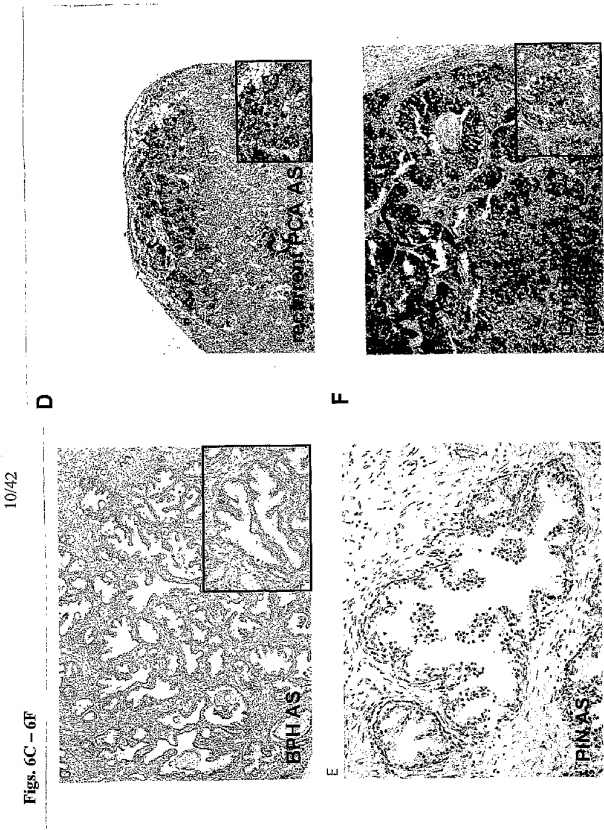 10/42
Figs. 6C – 6F
D
BPH AS
recurrent PCA AS
E
F
PIN AS